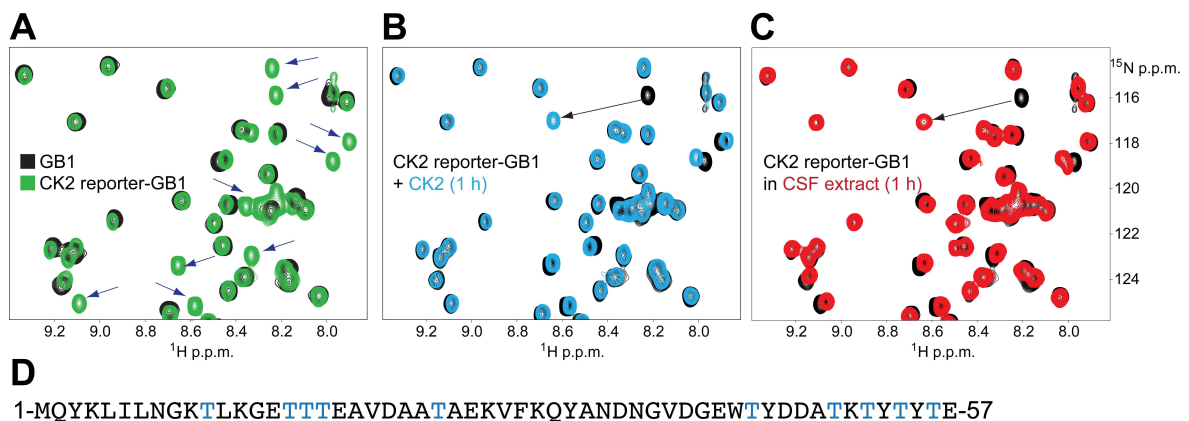 A
B
C
GB1
CK2 reporter-GB1
CK2 reporter-GB1
+ CK2 (1 h)
CK2 reporter-GB1
in CSF extract (1 h)
¹⁵N p.p.m.
116
118
120
122
124
9.2 9.0 8.8 8.6 8.4 8.2 8.0
¹H p.p.m.
9.2 9.0 8.8 8.6 8.4 8.2 8.0
¹H p.p.m.
9.2 9.0 8.8 8.6 8.4 8.2 8.0
¹H p.p.m.
D
1-MQYKLILNGKTLKGETTTEAVDAATAEKVFKQYANDNGVDGEWTYDDATKTYTYTE-57